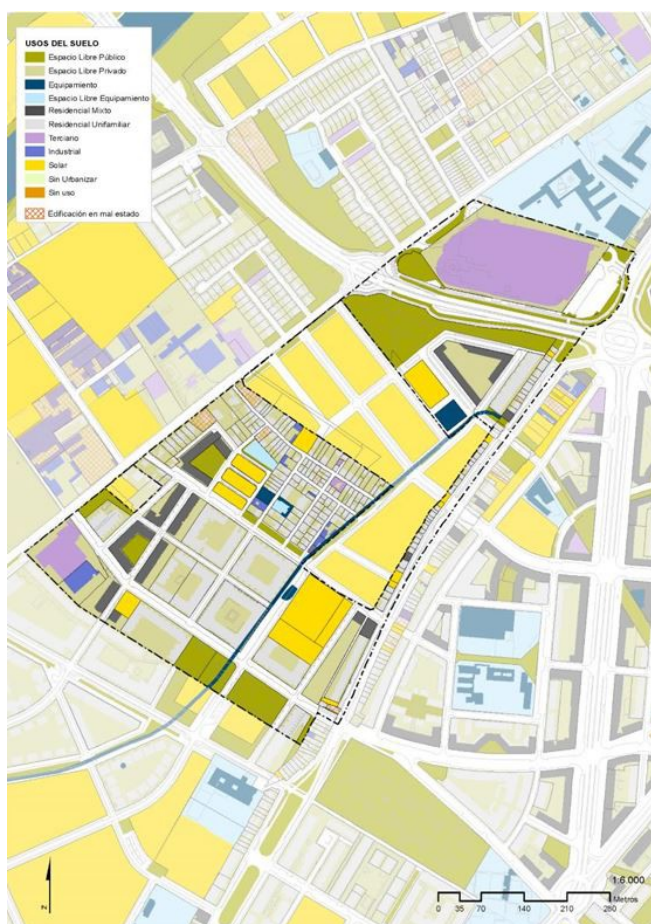 USOS DEL SUELO
Espacio Libre Público
Espacio Libre Privado
Equipamiento
Espacio Libre Equipamiento
Residencial Mixto
Residencial Unifamiliar
Terciario
Industrial
Solar
Sin Urbanizar
Sin uso
Edificación en mal estado
1:6.000
Metros
0 35 70 140 210 280
N